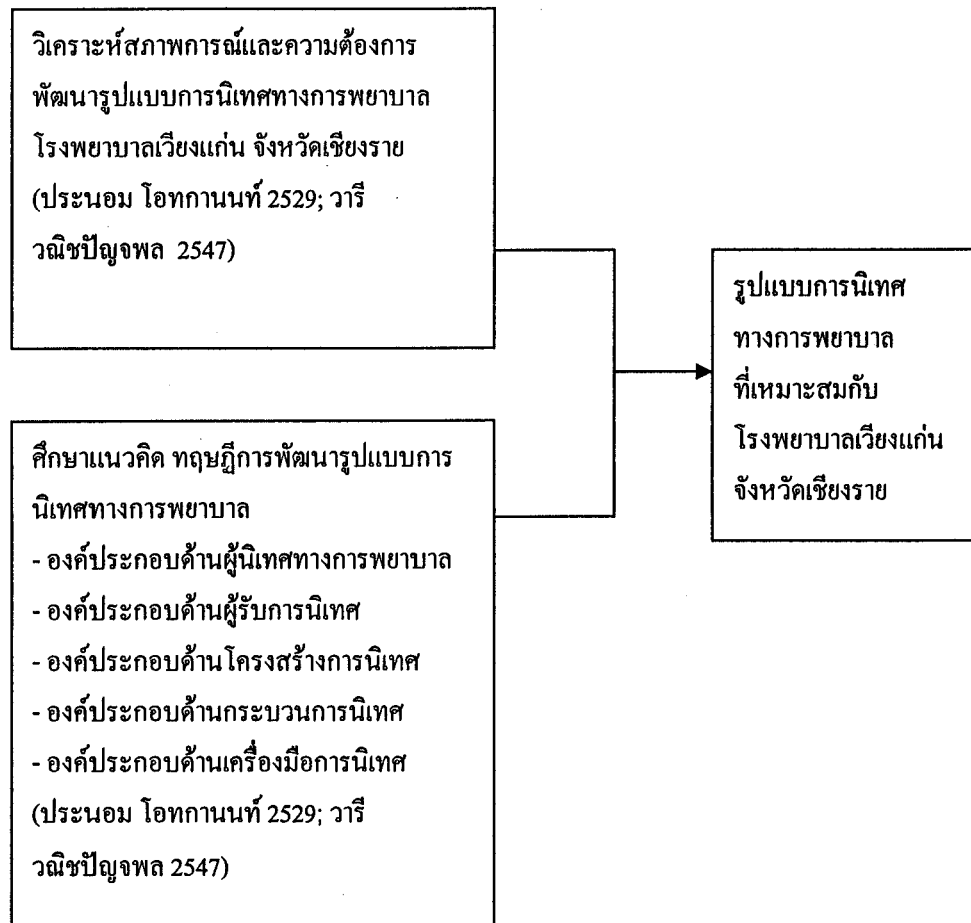 วิเคราะห์สภาพการณ์และความต้องการ
พัฒนารูปแบบการนิเทศทางการพยาบาล
โรงพยาบาลเวียงแก่น จังหวัดเชียงราย
(ประนอม โอทกานนท์ 2529; วารี
วณิชปัญจพล 2547)
ศึกษาแนวคิด ทฤษฎีการพัฒนารูปแบบการ
นิเทศทางการพยาบาล
- องค์ประกอบด้านผู้นิเทศทางการพยาบาล
- องค์ประกอบด้านผู้รับการนิเทศ
- องค์ประกอบด้านโครงสร้างการนิเทศ
- องค์ประกอบด้านกระบวนการนิเทศ
- องค์ประกอบด้านเครื่องมือการนิเทศ
(ประนอม โอทกานนท์ 2529; วารี
วณิชปัญจพล 2547)
รูปแบบการนิเทศ
ทางการพยาบาล
ที่เหมาะสมกับ
โรงพยาบาลเวียงแก่น
จังหวัดเชียงราย